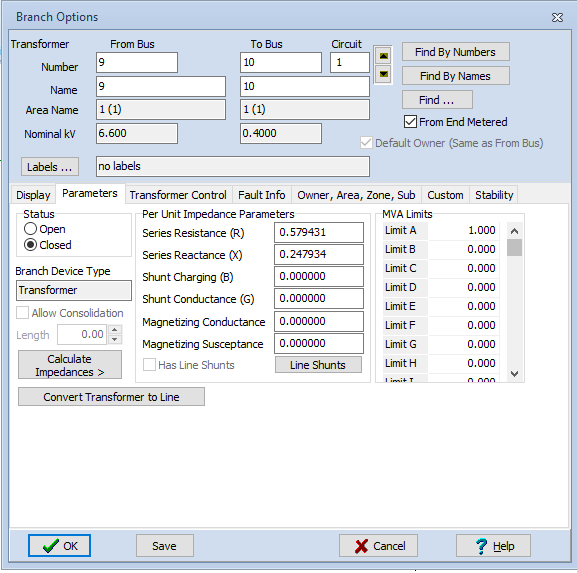 Branch Options
Transformer From Bus To Bus Circuit
Number 9 10 1
Find By Numbers
Name 9 10
Find By Names
Area Name 1 (1) 1 (1)
Find ...
Nominal kV 6.600 0.4000
From End Metered
Default Owner (Same as From Bus)
Labels ... no labels
Display Parameters Transformer Control Fault Info Owner, Area, Zone, Sub Custom Stability
Status
Open
Closed
Branch Device Type
Transformer
Allow Consolidation
Length 0.00
Calculate
Impedances >
Convert Transformer to Line
Per Unit Impedance Parameters
Series Resistance (R) 0.579431
Series Reactance (X) 0.247934
Shunt Charging (B) 0.000000
Shunt Conductance (G) 0.000000
Magnetizing Conductance 0.000000
Magnetizing Susceptance 0.000000
Has Line Shunts Line Shunts
MVA Limits
Limit A 1.000
Limit B 0.000
Limit C 0.000
Limit D 0.000
Limit E 0.000
Limit F 0.000
Limit G 0.000
Limit H 0.000
Limit I 0.000
OK Save Cancel ? Help